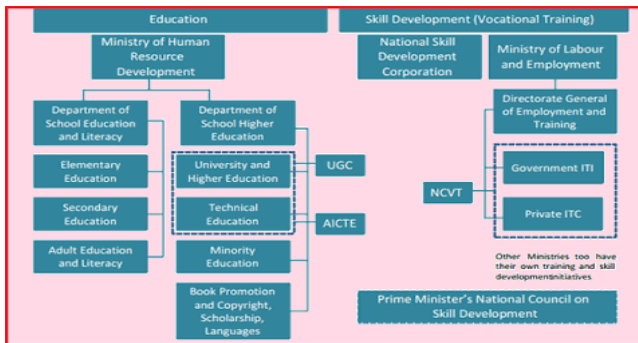 Education
Skill Development (Vocational Training)
Ministry of Human
Resource
Development
National Skill
Development
Corporation
Ministry of Labour
and Employment
Department of
School Education
and Literacy
Department of
School Higher
Education
Directorate General
of Employment and
Training
Elementary
Education
University and
Higher Education
UGC
Government ITI
NCVT
Secondary
Education
Technical
Education
AICTE
Private ITC
Adult Education
and Literacy
Minority
Education
Other Ministries too have
their own training and skill
developmentinitiatives
Book Promotion
and Copyright,
Scholarship,
Languages
Prime Minister's National Council on
Skill Development